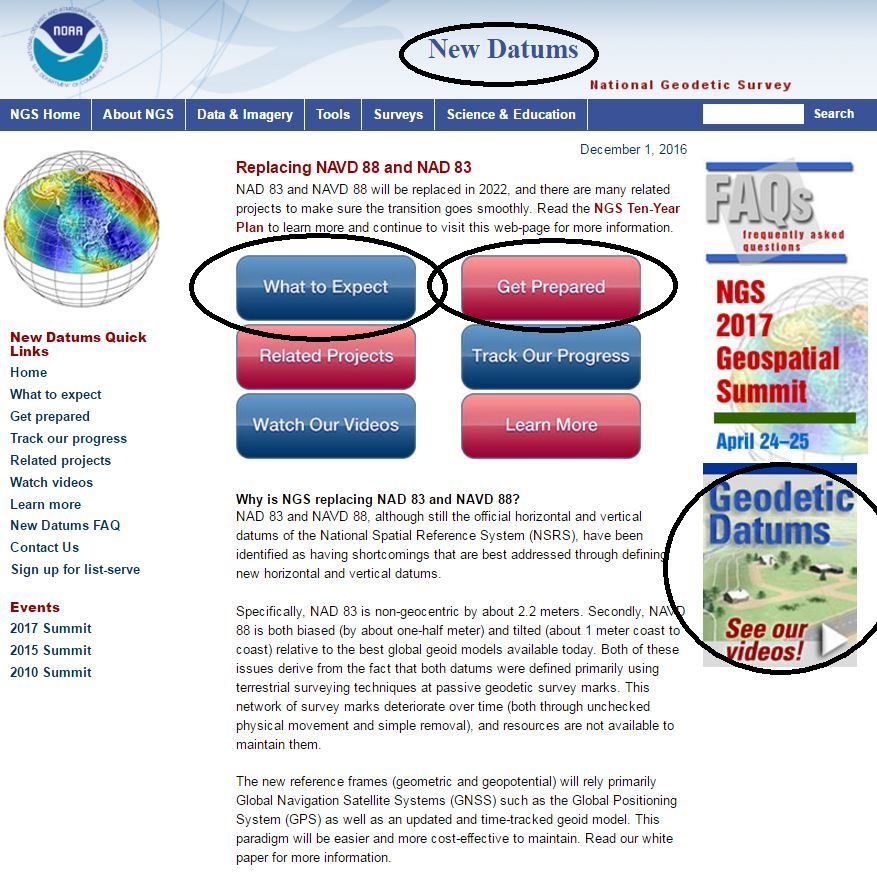 NOAA
New Datums
National Geodetic Survey
NGS Home
About NGS
Data & Imagery
Tools
Surveys
Science & Education
Search
New Datums Quick
Links
Home
What to expect
Get prepared
Track our progress
Related projects
Watch videos
Learn more
New Datums FAQ
Contact Us
Sign up for list-serve
Events
2017 Summit
2015 Summit
2010 Summit
December 1, 2016
Replacing NAVD 88 and NAD 83
NAD 83 and NAVD 88 will be replaced in 2022, and there are many related
projects to make sure the transition goes smoothly. Read the NGS Ten-Year
Plan to learn more and continue to visit this web-page for more information.
What to Expect
Get Prepared
Related Projects
Track Our Progress
Watch Our Videos
Learn More
Why is NGS replacing NAD 83 and NAVD 88?
NAD 83 and NAVD 88, although still the official horizontal and vertical
datums of the National Spatial Reference System (NSRS), have been
identified as having shortcomings that are best addressed through defining
new horizontal and vertical datums.
Specifically, NAD 83 is non-geocentric by about 2.2 meters. Secondly, NAVD
88 is both biased (by about one-half meter) and tilted (about 1 meter coast to
coast) relative to the best global geoid models available today. Both of these
issues derive from the fact that both datums were defined primarily using
terrestrial surveying techniques at passive geodetic survey marks. This
network of survey marks deteriorate over time (both through unchecked
physical movement and simple removal), and resources are not available to
maintain them.
The new reference frames (geometric and geopotential) will rely primarily
Global Navigation Satellite Systems (GNSS) such as the Global Positioning
System (GPS) as well as an updated and time-tracked geoid model. This
paradigm will be easier and more cost-effective to maintain. Read our white
paper for more information.
FAQs
frequently asked
questions
NGS
2017
Geospatial
Summit
April 24–25
Geodetic
Datums
See our
videos!